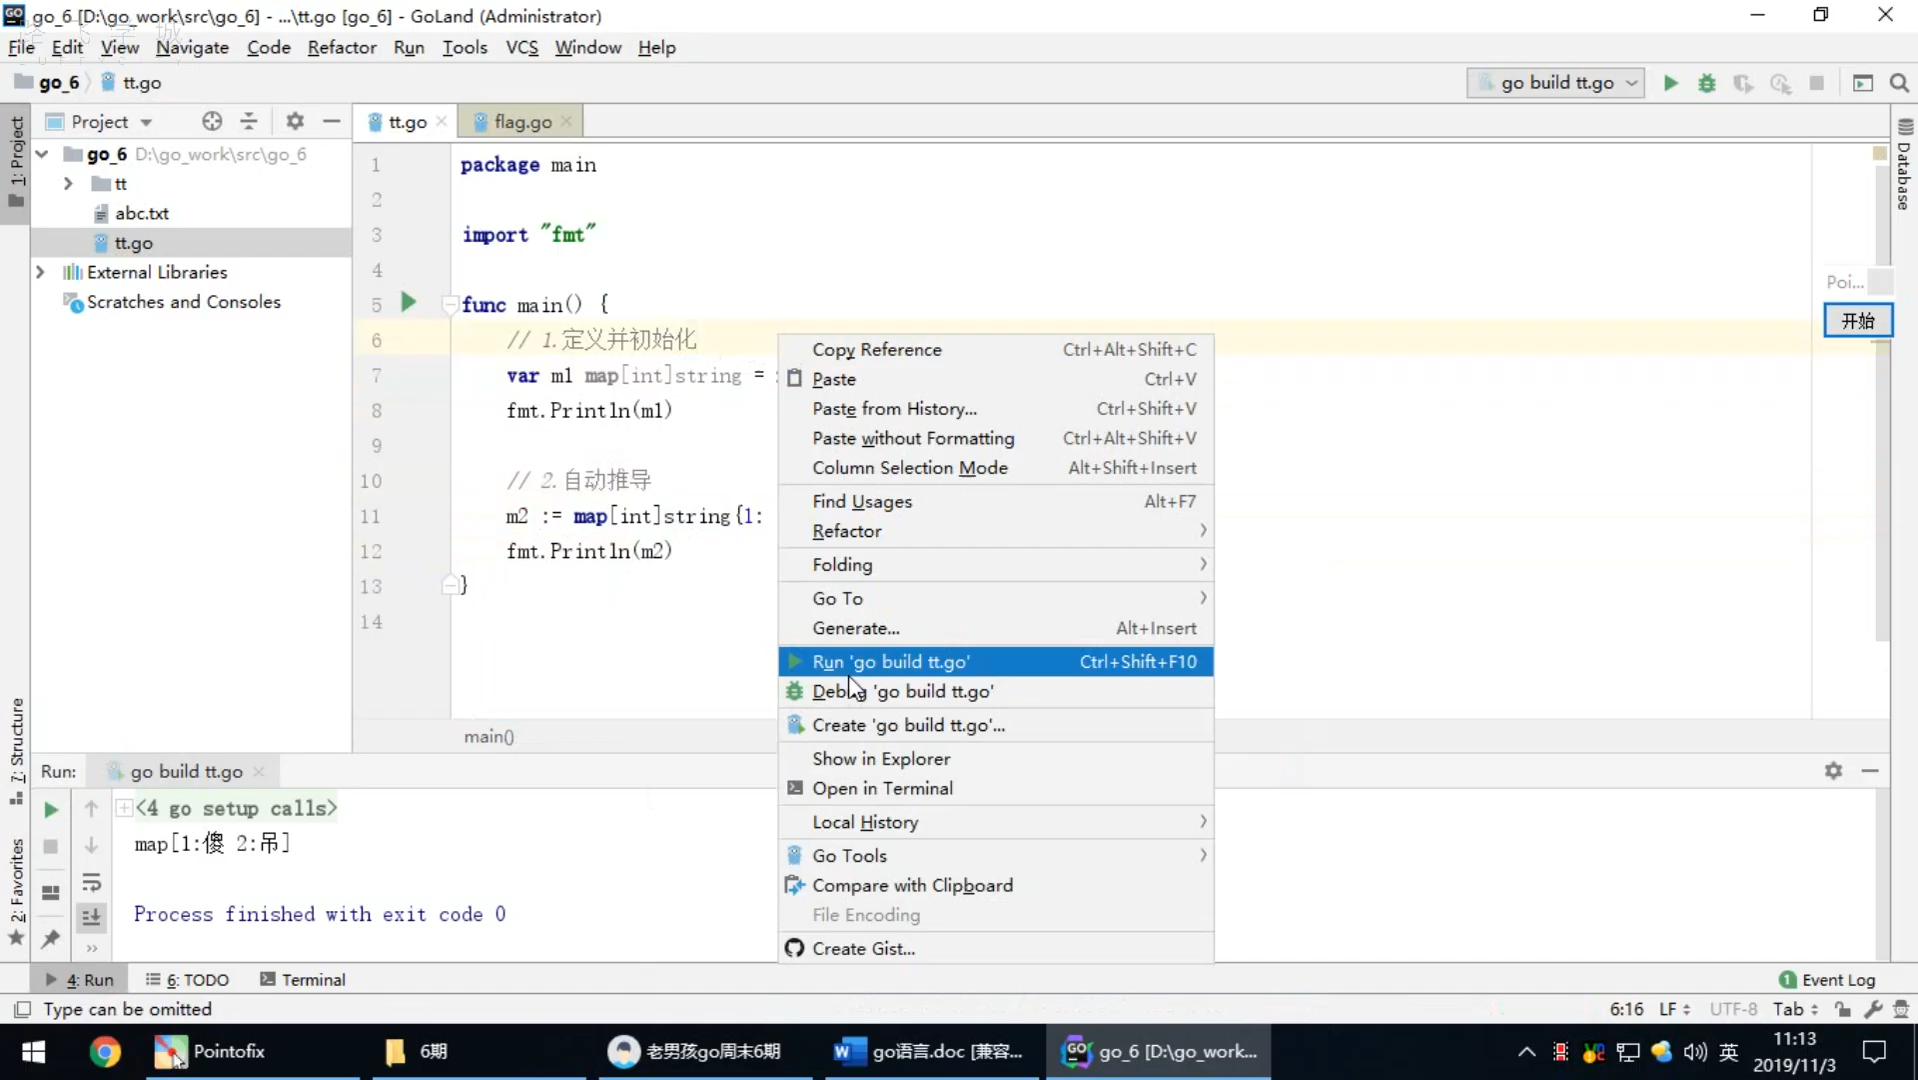 go_6 [D:\go_work\src\go_6] - ...\tt.go [go_6] - GoLand (Administrator)
File Edit View Navigate Code Refactor Run Tools VCS Window Help
go_6 tt.go
go build tt.go
Project
tt.go
flag.go
go_6 D:\go_work\src\go_6
tt
abc.txt
tt.go
External Libraries
Scratches and Consoles
1: Project
7: Structure
2: Favorites
Database
1 package main
2
3 import "fmt"
4
5 func main() {
6 // 1.定义并初始化
7 var m1 map[int]string =
8 fmt.Println(m1)
9
10 // 2.自动推导
11 m2 := map[int]string{1:
12 fmt.Println(m2)
13 }
14
main()
Copy Reference Ctrl+Alt+Shift+C
Paste Ctrl+V
Paste from History... Ctrl+Shift+V
Paste without Formatting Ctrl+Alt+Shift+V
Column Selection Mode Alt+Shift+Insert
Find Usages Alt+F7
Refactor
Folding
Go To
Generate... Alt+Insert
Run 'go build tt.go' Ctrl+Shift+F10
Debug 'go build tt.go'
Create 'go build tt.go'...
Show in Explorer
Open in Terminal
Local History
Go Tools
Compare with Clipboard
File Encoding
Create Gist...
Poi...
开始
Run: go build tt.go
<4 go setup calls>
map[1:傻 2:吊]
Process finished with exit code 0
4: Run 6: TODO Terminal
1 Event Log
Type can be omitted
6:16 LF UTF-8 Tab
Pointofix
6期
老男孩go周末6期
go语言.doc [兼容...
go_6 [D:\go_work...
英
11:13
2019/11/3